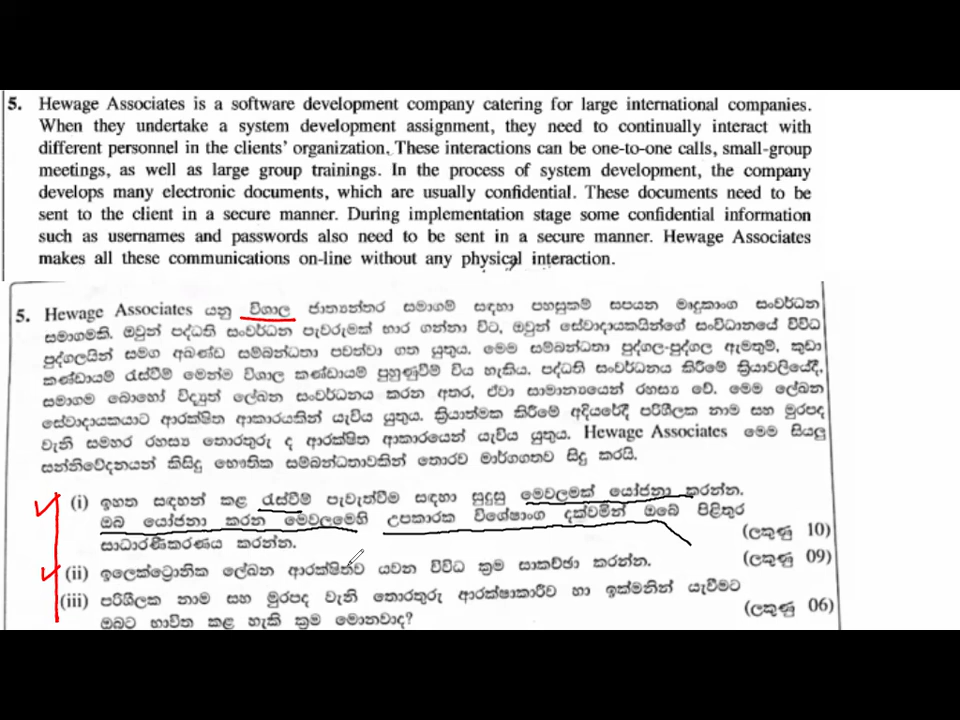 5. Hewage Associates is a software development company catering for large international companies.
When they undertake a system development assignment, they need to continually interact with
different personnel in the clients' organization. These interactions can be one-to-one calls, small-group
meetings, as well as large group trainings. In the process of system development, the company
develops many electronic documents, which are usually confidential. These documents need to be
sent to the client in a secure manner. During implementation stage some confidential information
such as usernames and passwords also need to be sent in a secure manner. Hewage Associates
makes all these communications on-line without any physical interaction.
5. Hewage Associates යනු විශාල ජාත්‍යන්තර සමාගම් සඳහා පහසුකම් සපයන මෘදුකාංග සංවර්ධන
සමාගමකි. ඔවුන් පද්ධති සංවර්ධන පැවරුමක් භාර ගන්නා විට, ඔවුන් සේවාදායකයින්ගේ සංවිධානයේ විවිධ
පුද්ගලයින් සමග අඛණ්ඩ සම්බන්ධතා පවත්වා ගත යුතුය. මෙම සම්බන්ධතා පුද්ගල-පුද්ගල ඇමතුම්, කුඩා
කණ්ඩායම් රැස්වීම් මෙන්ම විශාල කණ්ඩායම් පුහුණුවීම් විය හැකිය. පද්ධති සංවර්ධනය කිරීමේ ක්‍රියාවලියේදී,
සමාගම බොහෝ විද්‍යුත් ලේඛන සංවර්ධනය කරන අතර, ඒවා සාමාන්‍යයෙන් රහස්‍ය වේ. මෙම ලේඛන
සේවාදායකයාට ආරක්ෂිත ආකාරයකින් යැවිය යුතුය. ක්‍රියාත්මක කිරීමේ අදියරේදී පරිශීලක නාම සහ මුරපද
වැනි සමහර රහස්‍ය තොරතුරු ද ආරක්ෂිත ආකාරයෙන් යැවිය යුතුය. Hewage Associates මෙම සියලු
සන්නිවේදනයන් කිසිදු භෞතික සම්බන්ධතාවකින් තොරව මාර්ගගතව සිදු කරයි.
(i) ඉහත සඳහන් කළ රැස්වීම් පැවැත්වීම සඳහා සුදුසු මෙවලමක් යෝජනා කරන්න.
ඔබ යෝජනා කරන මෙවලමෙහි උපකාරක විශේෂාංග දක්වමින් ඔබේ පිළිතුර
සාධාරණීකරණය කරන්න. (ලකුණු 10)
(ii) ඉලෙක්ට්‍රොනික ලේඛන ආරක්ෂිතව යවන විවිධ ක්‍රම සාකච්ඡා කරන්න. (ලකුණු 09)
(iii) පරිශීලක නාම සහ මුරපද වැනි තොරතුරු ආරක්ෂාකාරීව හා ඉක්මනින් යැවීමට
ඔබට භාවිත කළ හැකි ක්‍රම මොනවාද? (ලකුණු 06)